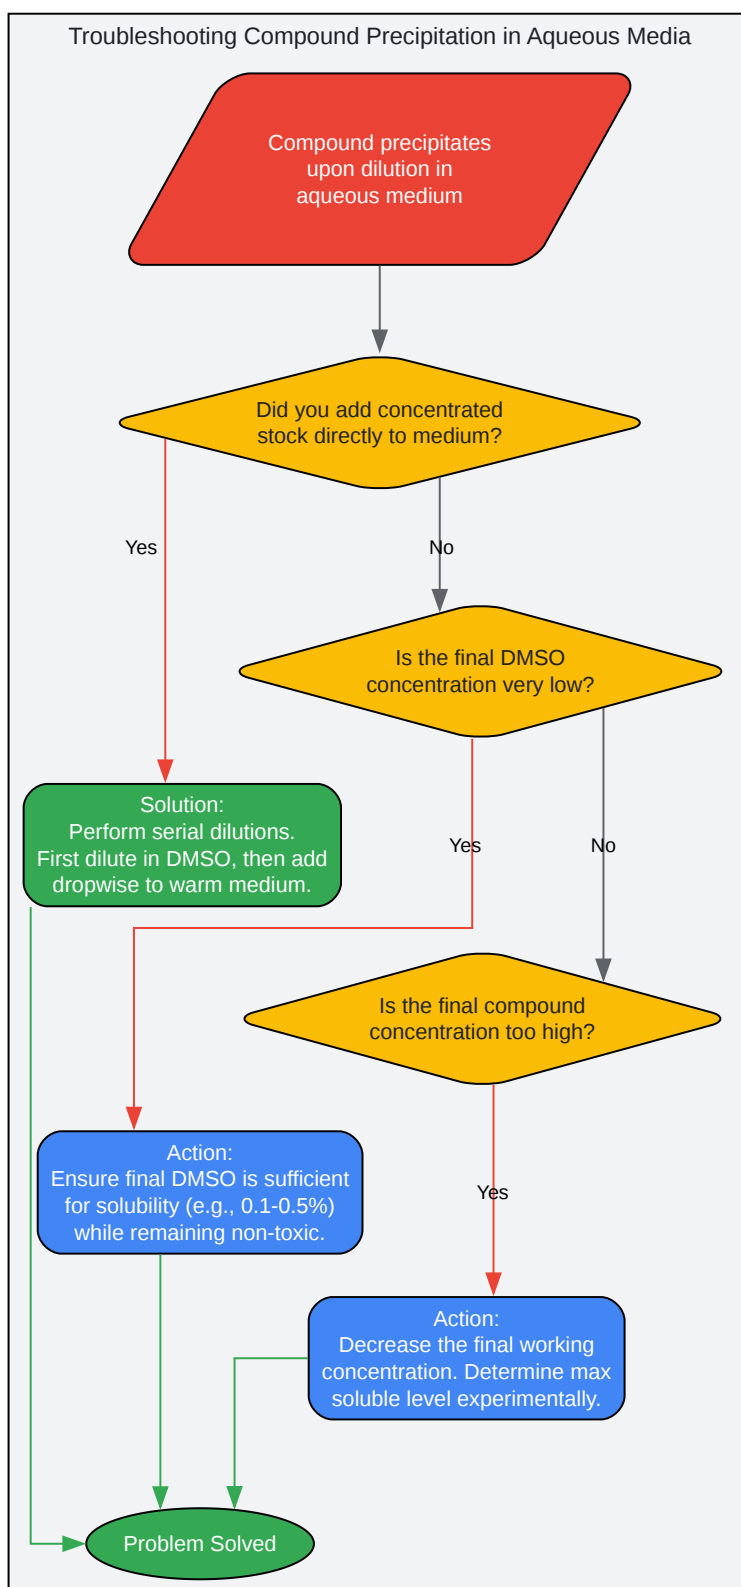 Troubleshooting Compound Precipitation in Aqueous Media
Compound precipitates
upon dilution in
aqueous medium
Did you add concentrated
stock directly to medium?
Yes
No
Is the final DMSO
concentration very low?
Solution:
Perform serial dilutions.
First dilute in DMSO, then add
dropwise to warm medium.
Yes
No
Is the final compound
concentration too high?
Action:
Ensure final DMSO is sufficient
for solubility (e.g., 0.1-0.5%)
while remaining non-toxic.
Yes
Action:
Decrease the final working
concentration. Determine max
soluble level experimentally.
Problem Solved